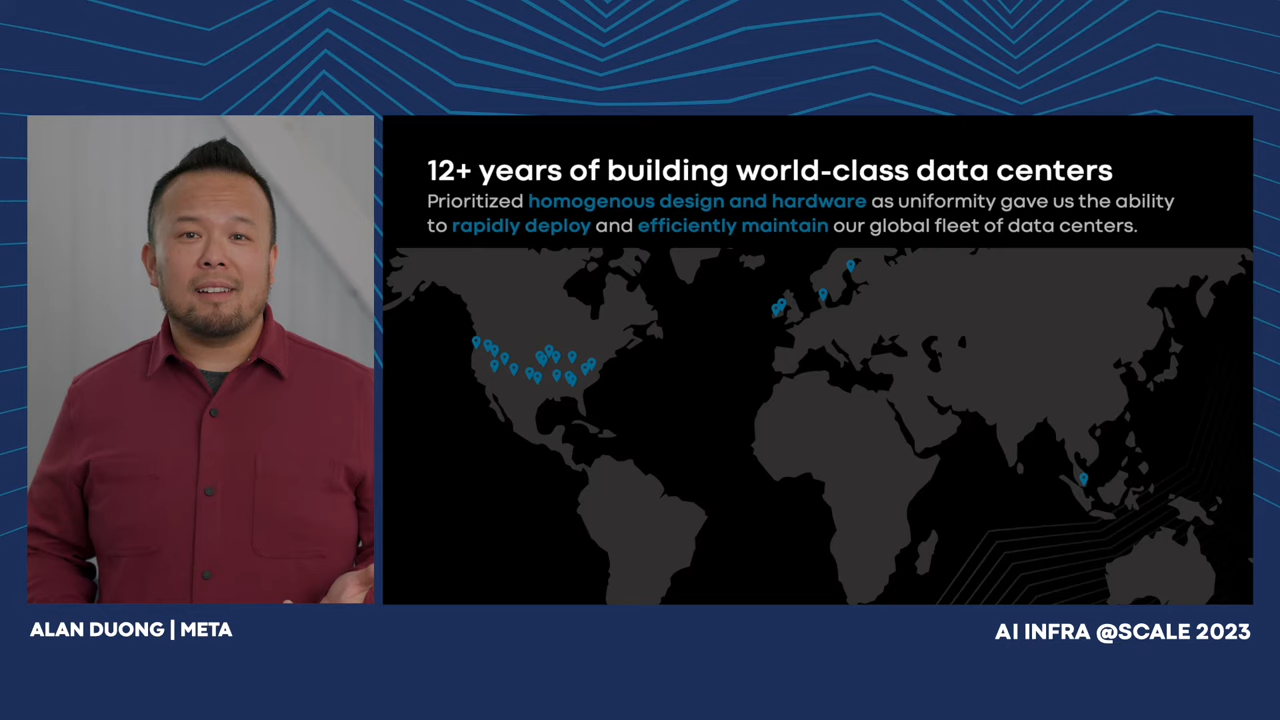 12+ years of building world-class data centers
Prioritized homogenous design and hardware as uniformity gave us the ability
to rapidly deploy and efficiently maintain our global fleet of data centers.
ALAN DUONG | META
AI INFRA @SCALE 2023